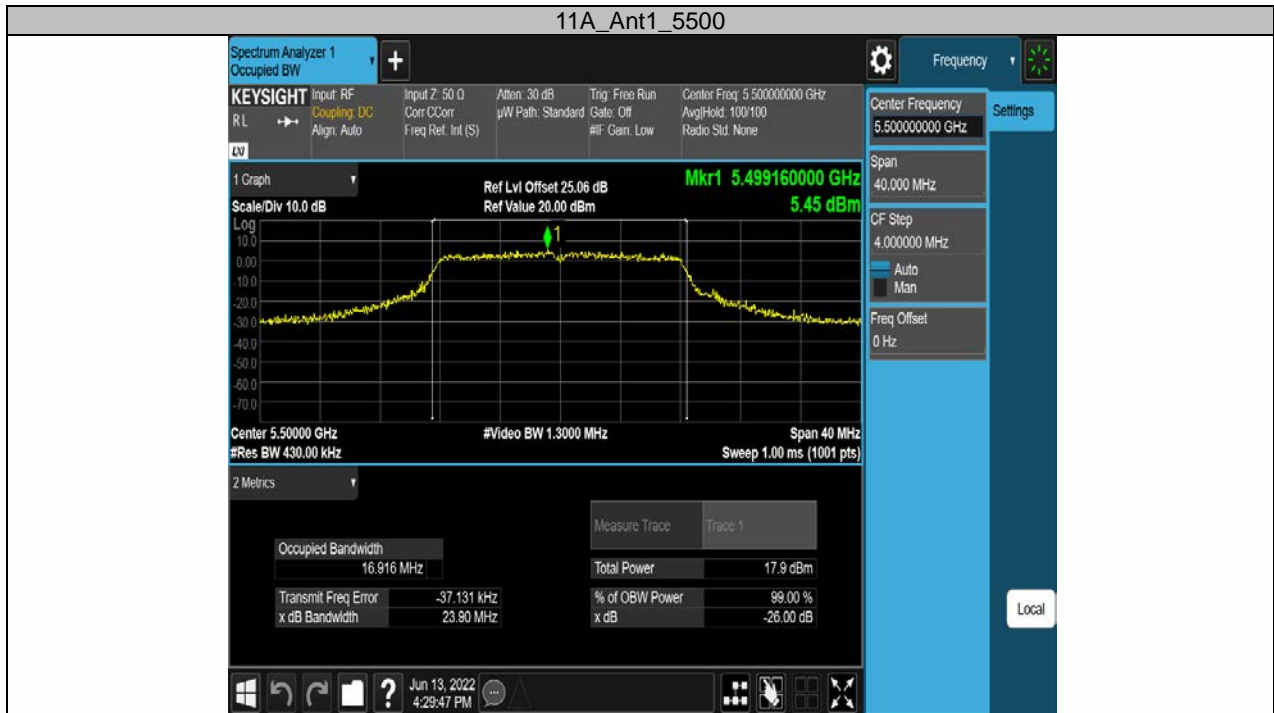 11A_Ant1_5500
Spectrum Analyzer 1
Occupied BW
+
Frequency
KEYSIGHT
RL
LXI
Input: RF
Coupling: DC
Align: Auto
Input Z: 50 Ω
Corr CCorr
Freq Ref: Int (S)
Atten: 30 dB
µW Path: Standard
Trig: Free Run
Gate: Off
#IF Gain: Low
Center Freq: 5.500000000 GHz
Avg|Hold: 100/100
Radio Std: None
Center Frequency
5.500000000 GHz
Settings
Span
40.000 MHz
CF Step
4.000000 MHz
Auto
Man
Freq Offset
0 Hz
Local
1 Graph
Scale/Div 10.0 dB
Ref Lvl Offset 25.06 dB
Ref Value 20.00 dBm
Mkr1 5.499160000 GHz
5.45 dBm
Log
10.0
0.00
-10.0
-20.0
-30.0
-40.0
-50.0
-60.0
-70.0
1
Center 5.50000 GHz
#Res BW 430.00 kHz
#Video BW 1.3000 MHz
Span 40 MHz
Sweep 1.00 ms (1001 pts)
2 Metrics
Measure Trace Trace 1
Occupied Bandwidth
16.916 MHz
Total Power 17.9 dBm
Transmit Freq Error -37.131 kHz
% of OBW Power 99.00 %
x dB Bandwidth 23.90 MHz
x dB -26.00 dB
?
Jun 13, 2022
4:29:47 PM